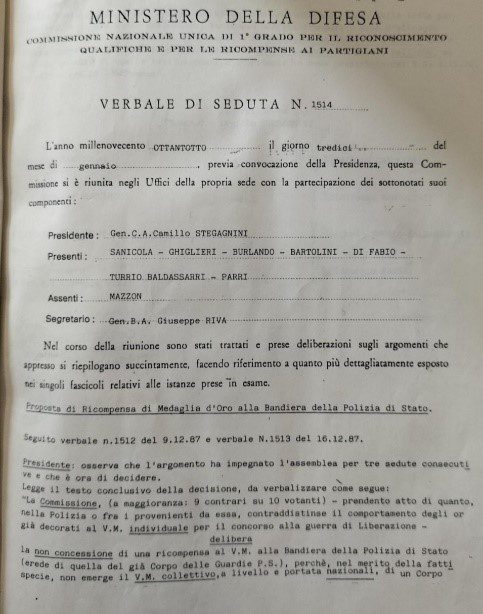 MINISTERO DELLA DIFESA
COMMISSIONE NAZIONALE UNICA DI 1° GRADO PER IL RICONOSCIMENTO
QUALIFICHE E PER LE RICOMPENSE AI PARTIGIANI
VERBALE DI SEDUTA N. 1514
L'anno millenovecento OTTANTOTTO il giorno tredici del
mese di gennaio, previa convocazione della Presidenza, questa Com-
missione si è riunita negli Uffici della propria sede con la partecipazione dei sottonotati suoi
componenti:
Presidente: Gen.C.A.Camillo STEGAGNINI
Presenti: SANICOLA - GHIGLIERI - BURLANDO - BARTOLINI - DI FABIO -
TURRIO BALDASSARRI - PARRI
Assenti: MAZZON
Segretario: Gen.B.A. Giuseppe RIVA
Nel corso della riunione sono stati trattati e prese deliberazioni sugli argomenti che
appresso si riepilogano succintamente, facendo riferimento a quanto più dettagliatamente esposto
nei singoli fascicoli relativi alle istanze prese in esame.
Proposta di Ricompensa di Medaglia d'Oro alla Bandiera della Polizia di Stato.
Seguito verbale n.1512 del 9.12.87 e verbale N.1513 del 16.12.87.
Presidente: osserva che l'argomento ha impegnato l'assemblea per tre sedute consecuti
ve e che è ora di decidere.
Legge il testo conclusivo della decisione, da verbalizzare come segue:
"La Commissione, (a maggioranza: 9 contrari su 10 votanti) - prendento atto di quanto,
nella Polizia o fra i provenienti da essa, contraddistinse il comportamento degli or
già decorati al V.M. individuale per il concorso alla guerra di Liberazione -
delibera
la non concessione di una ricompensa al V.M. alla Bandiera della Polizia di Stato
(erede di quella del già Corpo delle Guardie P.S.), perchè, nel merito della fatti
specie, non emerge il V.M. collettivo, a livello e portata nazionali, di un Corpo"